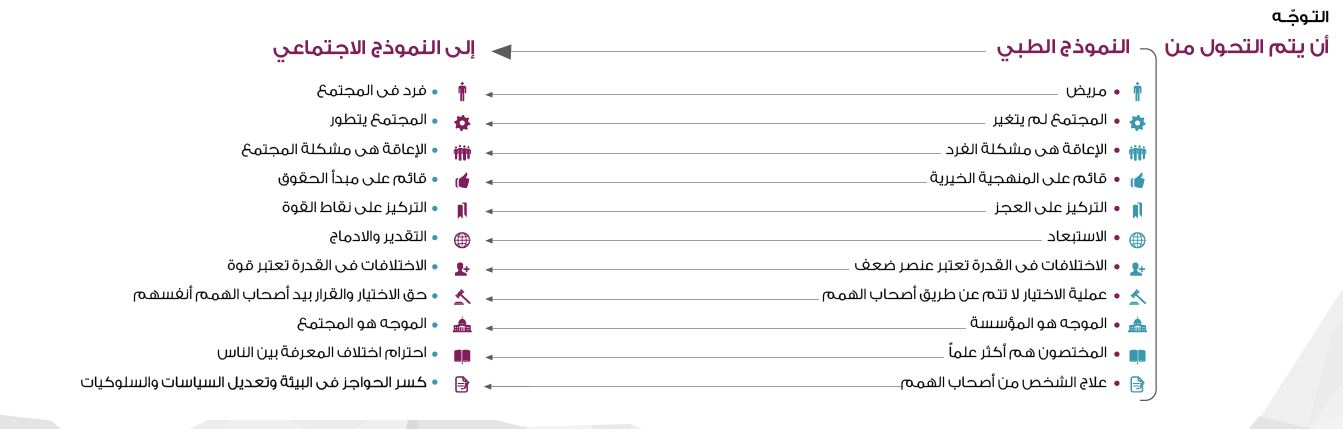 التوجّه
أن يتم التحول من النموذج الطبي إلى النموذج الاجتماعي
• مريض • فرد فى المجتمع
• المجتمع لم يتغير • المجتمع يتطور
• الإعاقة هى مشكلة الفرد • الإعاقة هى مشكلة المجتمع
• قائم على المنهجية الخيرية • قائم على مبدأ الحقوق
• التركيز على العجز • التركيز على نقاط القوة
• الاستبعاد • التقدير والادماج
• الاختلافات فى القدرة تعتبر عنصر ضعف • الاختلافات فى القدرة تعتبر قوة
• عملية الاختيار لا تتم عن طريق أصحاب الهمم • حق الاختيار والقرار بيد أصحاب الهمم أنفسهم
• الموجه هو المؤسسة • الموجه هو المجتمع
• المختصون هم أكثر علماً • احترام اختلاف المعرفة بين الناس
• علاج الشخص من أصحاب الهمم • كسر الحواجز فى البيئة وتعديل السياسات والسلوكيات